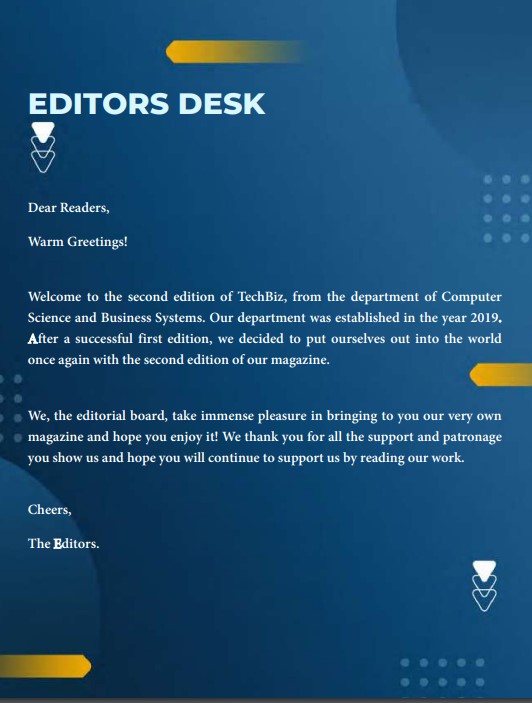 EDITORS DESK
Dear Readers,
Warm Greetings!
Welcome to the second edition of TechBiz, from the department of Computer
Science and Business Systems. Our department was established in the year 2019.
After a successful first edition, we decided to put ourselves out into the world
once again with the second edition of our magazine.
We, the editorial board, take immense pleasure in bringing to you our very own
magazine and hope you enjoy it! We thank you for all the support and patronage
you show us and hope you will continue to support us by reading our work.
Cheers,
The Editors.